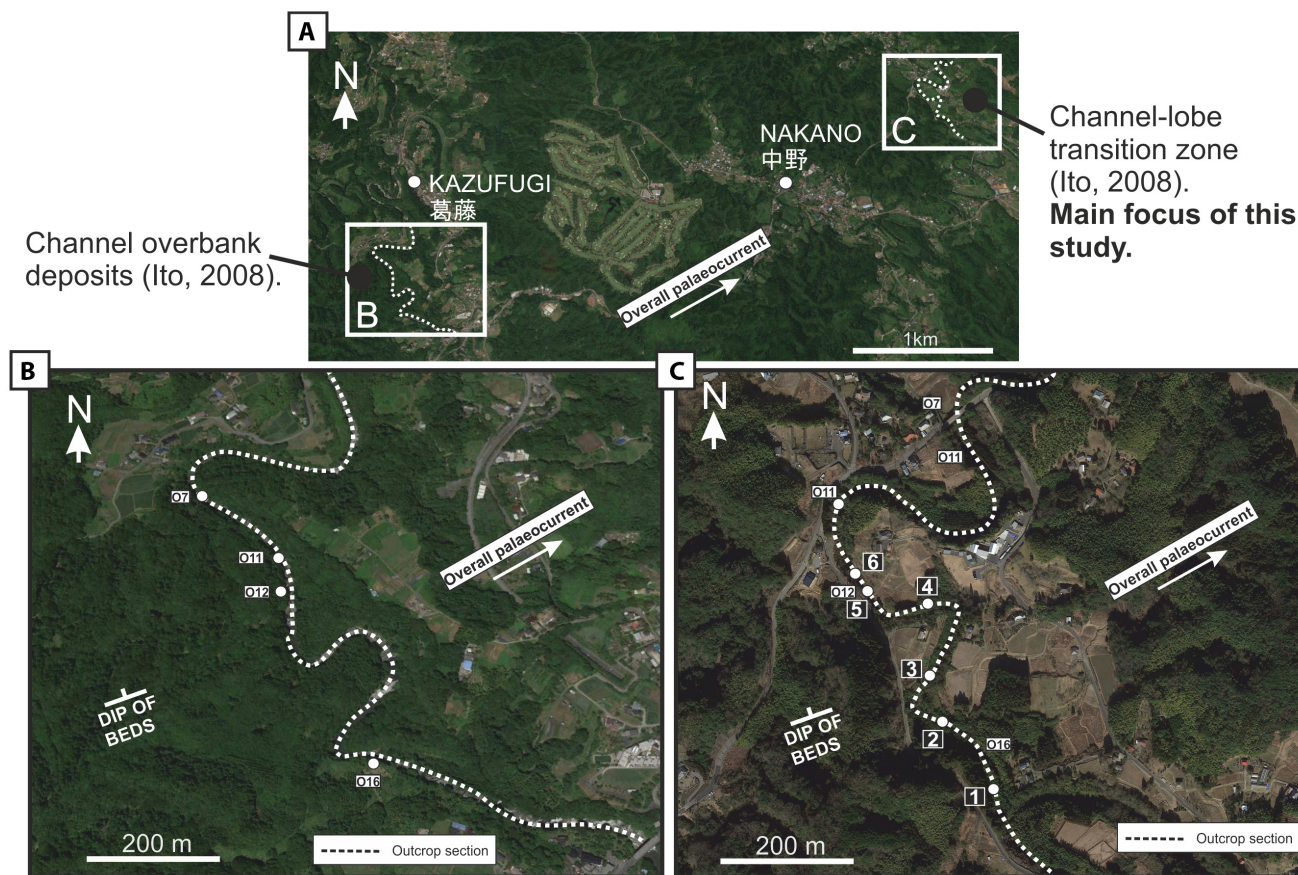 A
N
KAZUFUGI
葛藤
NAKANO
中野
B
C
Overall palaeocurrent
1km
Channel overbank
deposits (Ito, 2008).
Channel-lobe
transition zone
(Ito, 2008).
Main focus of this
study.
B
N
O7
O11
O12
O16
Overall palaeocurrent
DIP OF
BEDS
200 m
Outcrop section
C
N
O7
O11
O11
6
O12
5
4
3
2
O16
1
Overall palaeocurrent
DIP OF
BEDS
200 m
Outcrop section